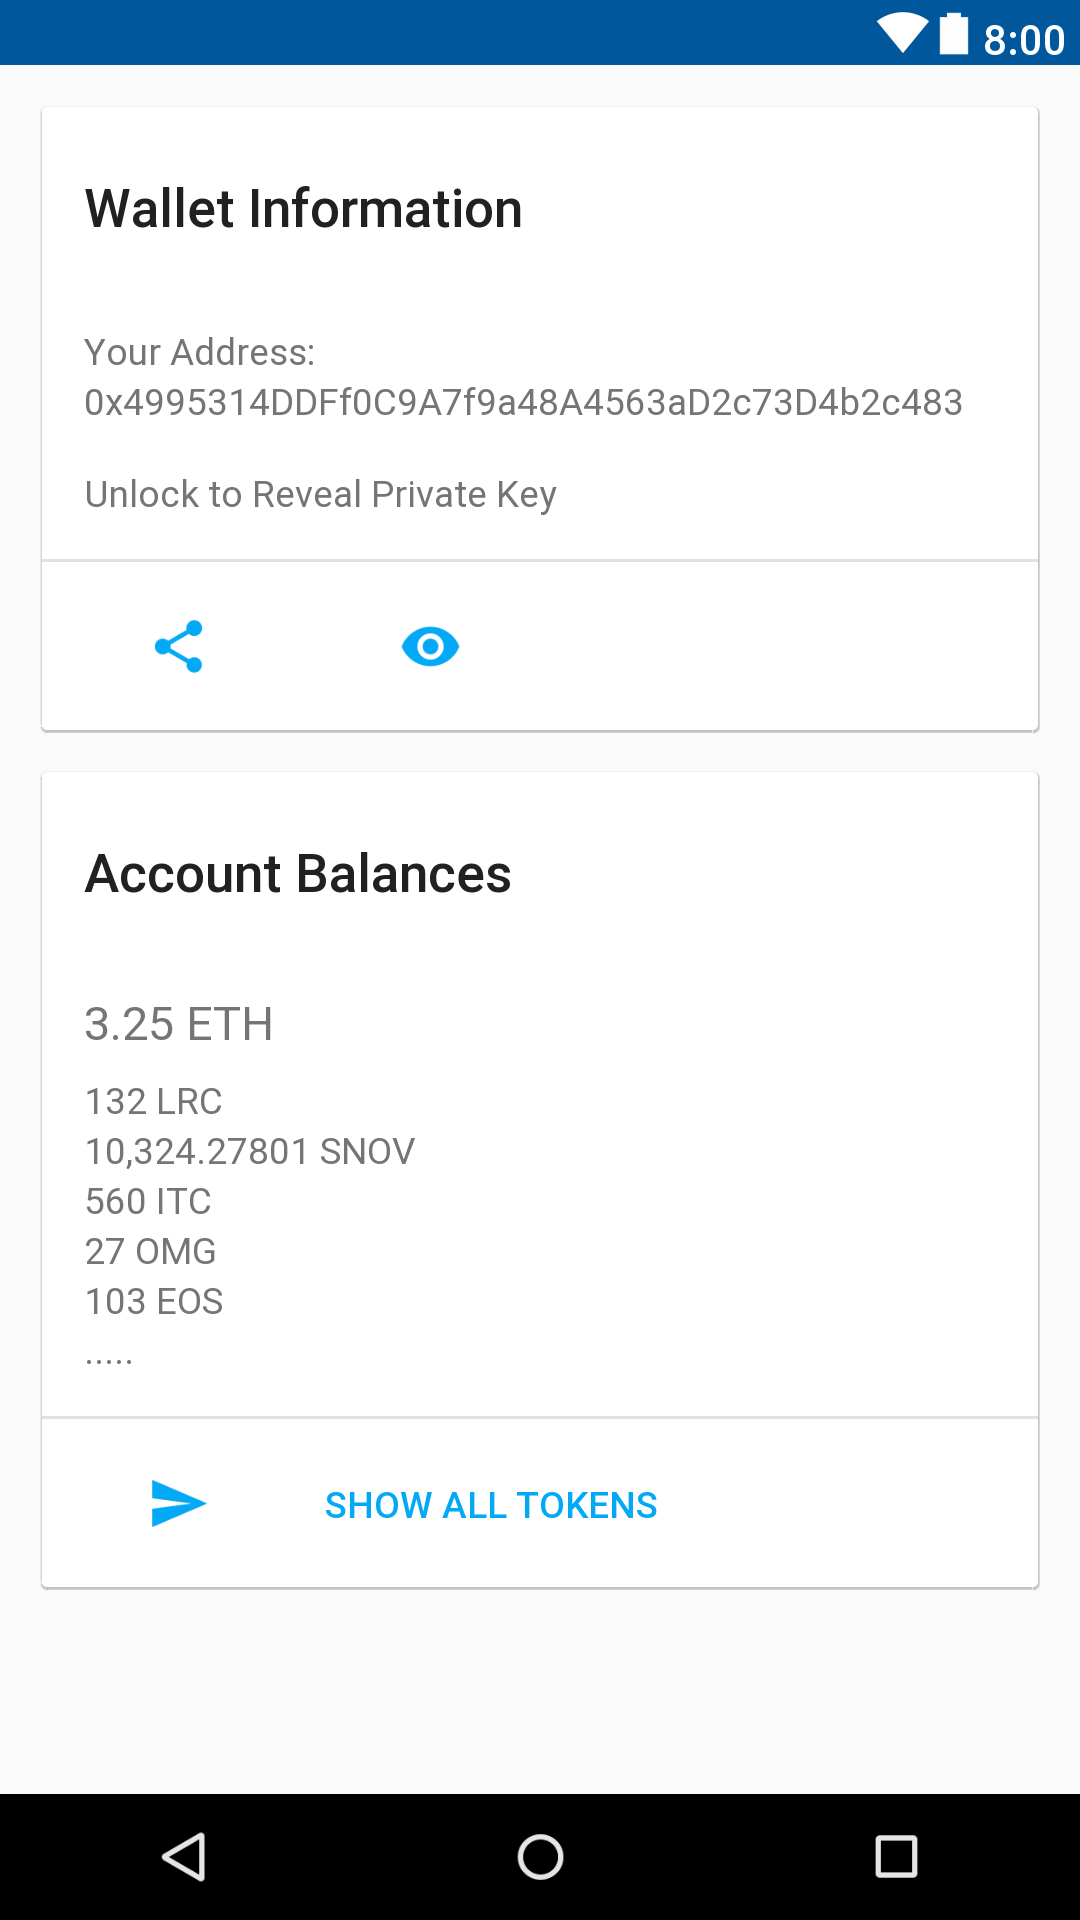 8:00
Wallet Information
Your Address:
0x4995314DDFf0C9A7f9a48A4563aD2c73D4b2c483
Unlock to Reveal Private Key
Account Balances
3.25 ETH
132 LRC
10,324.27801 SNOV
560 ITC
27 OMG
103 EOS
.....
SHOW ALL TOKENS